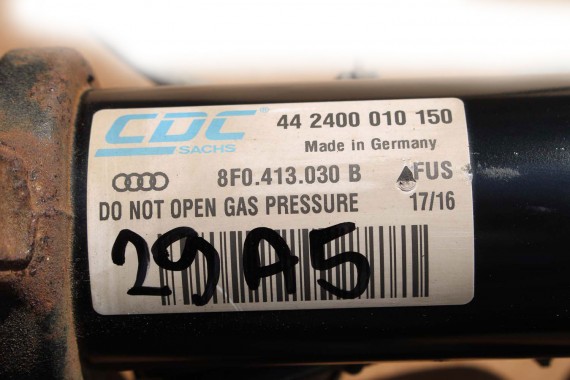 CDC SACHS
44 2400 010 150
Made in Germany
8F0.413.030 B FUS
DO NOT OPEN GAS PRESSURE 17/16
29A5